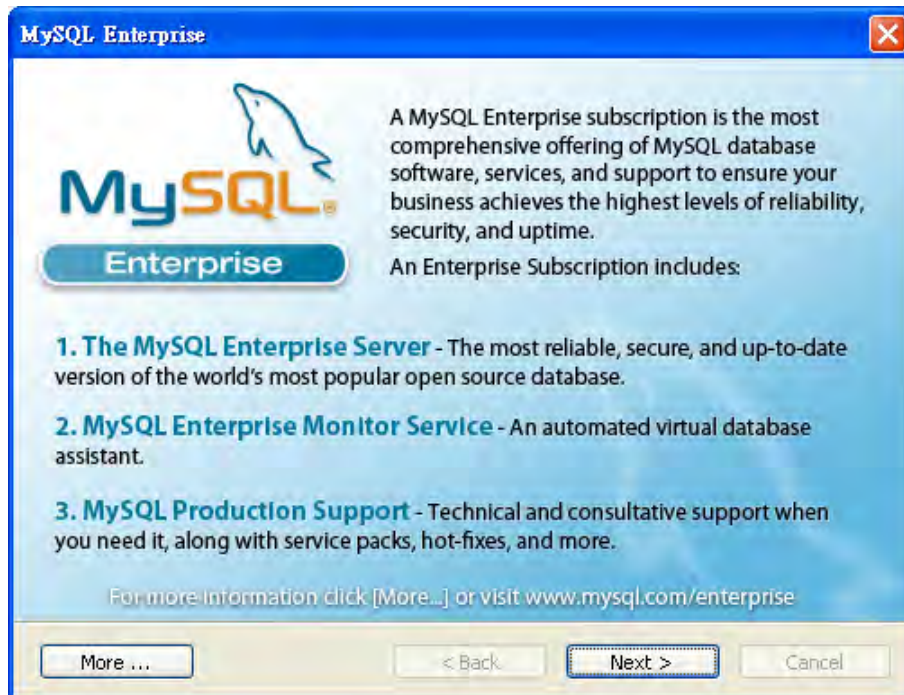 MySQL Enterprise
A MySQL Enterprise subscription is the most
comprehensive offering of MySQL database
software, services, and support to ensure your
business achieves the highest levels of reliability,
security, and uptime.
An Enterprise Subscription includes:
MySQL®
Enterprise
1. The MySQL Enterprise Server - The most reliable, secure, and up-to-date
version of the world's most popular open source database.
2. MySQL Enterprise Monitor Service - An automated virtual database
assistant.
3. MySQL Production Support - Technical and consultative support when
you need it, along with service packs, hot-fixes, and more.
For more information click [More...] or visit www.mysql.com/enterprise
More ...
< Back
Next >
Cancel